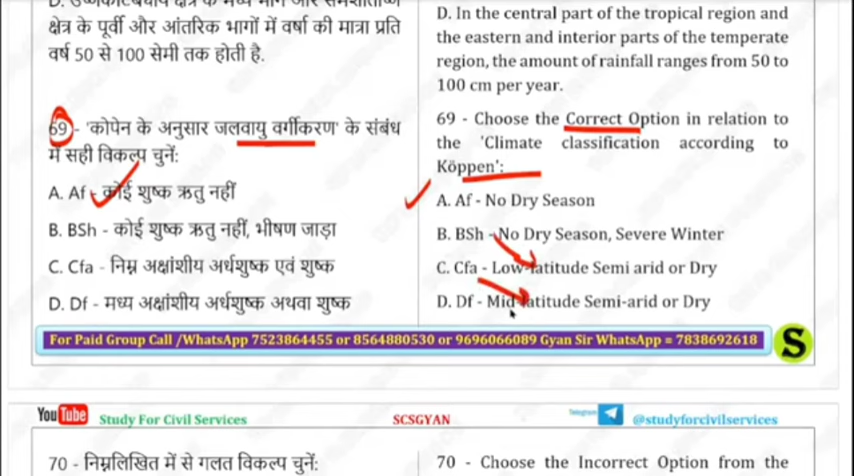 D. उष्णकटिबंधीय क्षेत्र के मध्य भाग और समशीतोष्ण
क्षेत्र के पूर्वी और आंतरिक भागों में वर्षा की मात्रा प्रति
वर्ष 50 से 100 सेमी तक होती है.
69 - 'कोपेन के अनुसार जलवायु वर्गीकरण' के संबंध
में सही विकल्प चुनें:
A. Af - कोई शुष्क ऋतु नहीं
B. BSh - कोई शुष्क ऋतु नहीं, भीषण जाड़ा
C. Cfa - निम्न अक्षांशीय अर्धशुष्क एवं शुष्क
D. Df - मध्य अक्षांशीय अर्धशुष्क अथवा शुष्क
D. In the central part of the tropical region and
the eastern and interior parts of the temperate
region, the amount of rainfall ranges from 50 to
100 cm per year.
69 - Choose the Correct Option in relation to
the 'Climate classification according to
Köppen':
A. Af - No Dry Season
B. BSh - No Dry Season, Severe Winter
C. Cfa - Low-latitude Semi arid or Dry
D. Df - Mid latitude Semi-arid or Dry
For Paid Group Call /WhatsApp 7523864455 or 8564880530 or 9696066089 Gyan Sir WhatsApp = 7838692618
S
YouTube Study For Civil Services
SCSGYAN
Telegram @studyforcivilservices
70 - निम्नलिखित में से गलत विकल्प चुनें:
70 - Choose the Incorrect Option from the